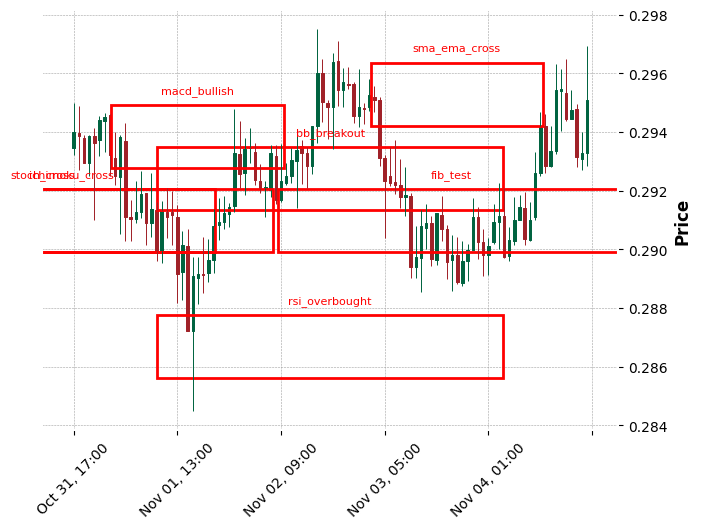 0.298
sma_ema_cross
0.296
macd_bullish
0.294
bb_breakout
fib_test
0.292
Price
0.290
rsi_overbought
0.288
0.286
0.284
Oct 31, 17:00
Nov 01, 13:00
Nov 02, 09:00
Nov 03, 05:00
Nov 04, 01:00